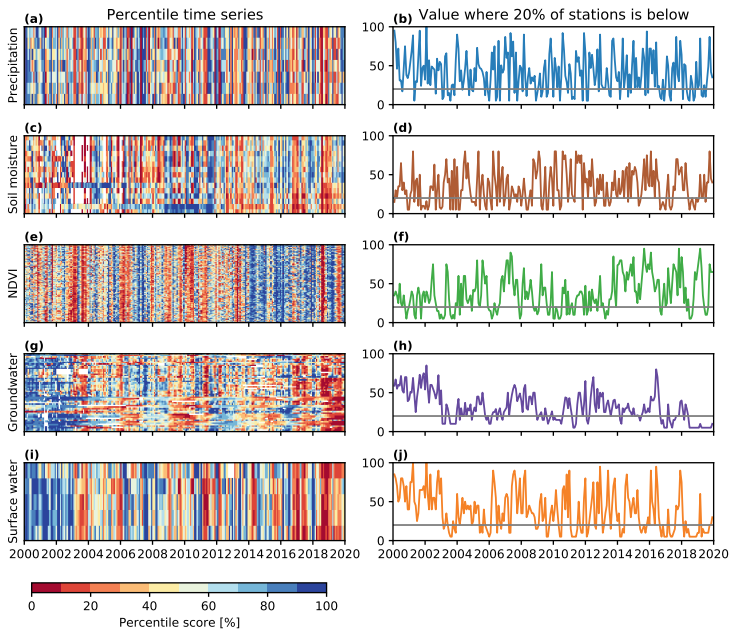 Percentile time series
Value where 20% of stations is below
(a)
Precipitation
(b)
100
50
0
(c)
Soil moisture
(d)
100
50
0
(e)
NDVI
(f)
100
50
0
(g)
Groundwater
(h)
100
50
0
(i)
Surface water
2000 2002 2004 2006 2008 2010 2012 2014 2016 2018 2020
(j)
100
50
0
2000 2002 2004 2006 2008 2010 2012 2014 2016 2018 2020
0 20 40 60 80 100
Percentile score [%]